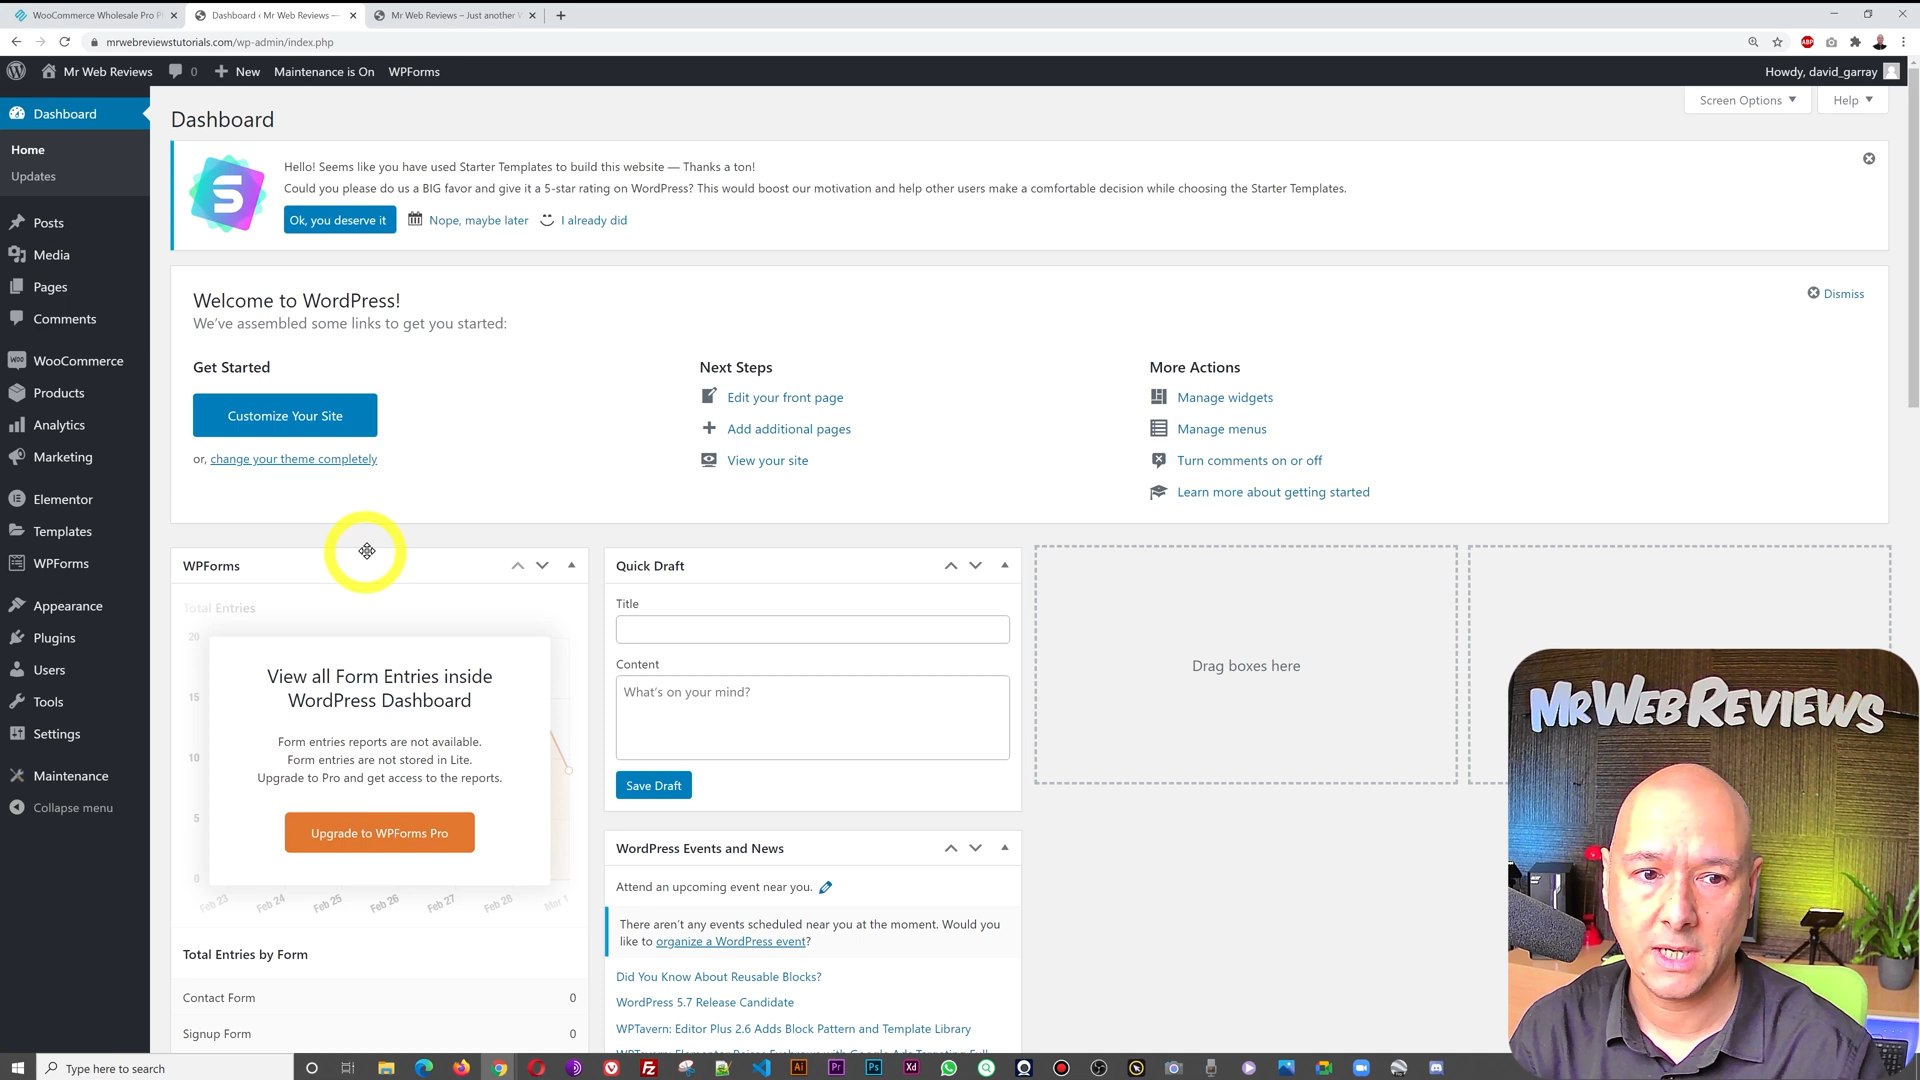 WooCommerce Wholesale Pro Pl
Dashboard ‹ Mr Web Reviews —
Mr Web Reviews – Just another W
mrwebreviewstutorials.com/wp-admin/index.php
ABP
Mr Web Reviews
0
New
Maintenance is On
WPForms
Howdy, david_garray
Dashboard
Home
Updates
Posts
Media
Pages
Comments
WooCommerce
Products
Analytics
Marketing
Elementor
Templates
WPForms
Appearance
Plugins
Users
Tools
Settings
Maintenance
Collapse menu
Screen Options
Help
Dashboard
Hello! Seems like you have used Starter Templates to build this website — Thanks a ton!
Could you please do us a BIG favor and give it a 5-star rating on WordPress? This would boost our motivation and help other users make a comfortable decision while choosing the Starter Templates.
Ok, you deserve it
Nope, maybe later
I already did
Welcome to WordPress!
We've assembled some links to get you started:
Dismiss
Get Started
Customize Your Site
or, change your theme completely
Next Steps
Edit your front page
Add additional pages
View your site
More Actions
Manage widgets
Manage menus
Turn comments on or off
Learn more about getting started
WPForms
Total Entries
20
15
10
5
0
View all Form Entries inside
WordPress Dashboard
Form entries reports are not available.
Form entries are not stored in Lite.
Upgrade to Pro and get access to the reports.
Upgrade to WPForms Pro
Feb 23
Feb 24
Feb 25
Feb 26
Feb 27
Feb 28
Mar 1
Total Entries by Form
Contact Form
0
Signup Form
0
Quick Draft
Title
Content
What's on your mind?
Save Draft
WordPress Events and News
Attend an upcoming event near you.
There aren't any events scheduled near you at the moment. Would you
like to organize a WordPress event?
Did You Know About Reusable Blocks?
WordPress 5.7 Release Candidate
WPTavern: Editor Plus 2.6 Adds Block Pattern and Template Library
Drag boxes here
MRWEBREVIEWS
Type here to search
Fz
Ai
Pr
Ps
Xd